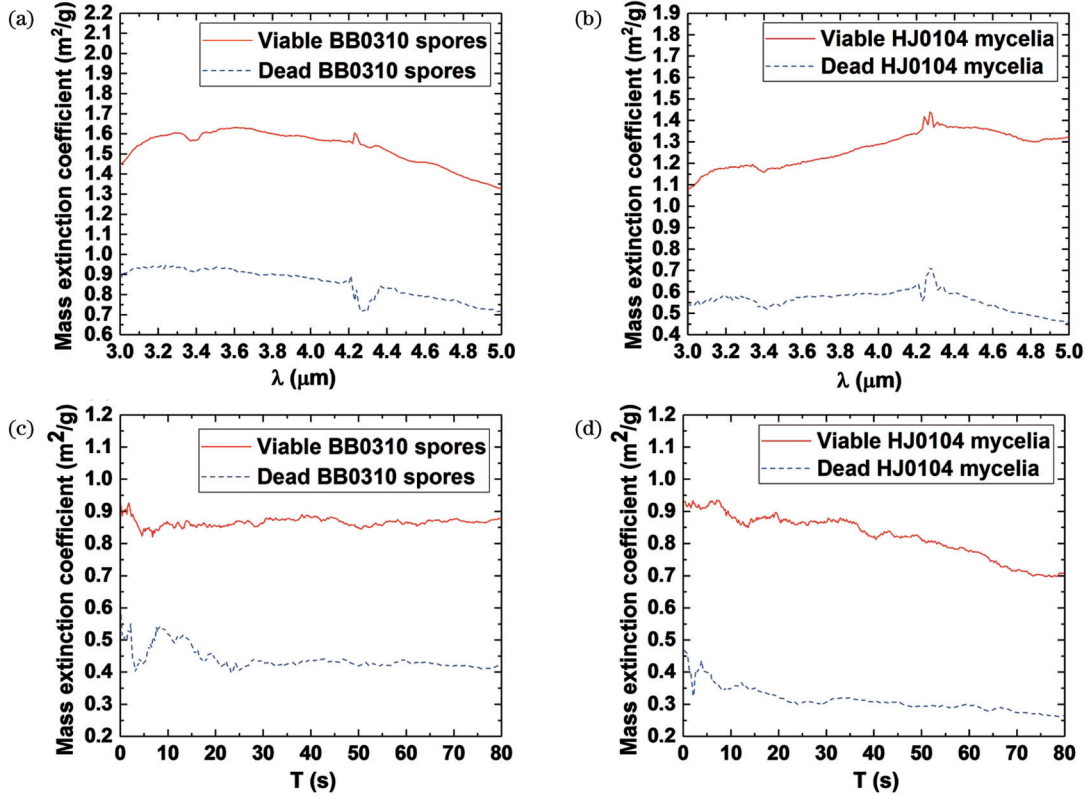 (a)
Mass extinction coefficient (m²/g)
2.2
2.1
2.0
1.9
1.8
1.7
1.6
1.5
1.4
1.3
1.2
1.1
1.0
0.9
0.8
0.7
0.6
Viable BB0310 spores
Dead BB0310 spores
3.0 3.2 3.4 3.6 3.8 4.0 4.2 4.4 4.6 4.8 5.0
λ (μm)
(b)
Mass extinction coefficient (m²/g)
1.9
1.8
1.7
1.6
1.5
1.4
1.3
1.2
1.1
1.0
0.9
0.8
0.7
0.6
0.5
0.4
Viable HJ0104 mycelia
Dead HJ0104 mycelia
3.0 3.2 3.4 3.6 3.8 4.0 4.2 4.4 4.6 4.8 5.0
λ (μm)
(c)
Mass extinction coefficient (m²/g)
1.2
1.1
1.0
0.9
0.8
0.7
0.6
0.5
0.4
0.3
0.2
Viable BB0310 spores
Dead BB0310 spores
0 10 20 30 40 50 60 70 80
T (s)
(d)
Mass extinction coefficient (m²/g)
1.2
1.1
1.0
0.9
0.8
0.7
0.6
0.5
0.4
0.3
0.2
Viable HJ0104 mycelia
Dead HJ0104 mycelia
0 10 20 30 40 50 60 70 80
T (s)